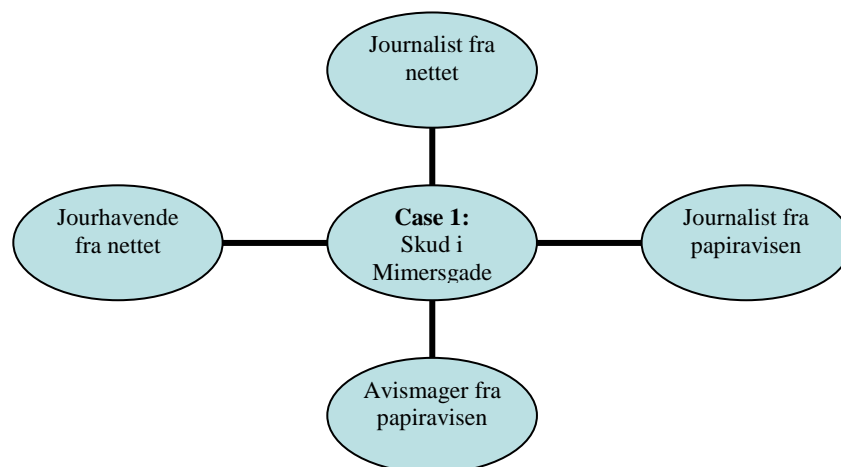 Journalist fra
nettet
Jourhavende
fra nettet
Case 1:
Skud i
Mimersgade
Journalist fra
papiravisen
Avismager fra
papiravisen